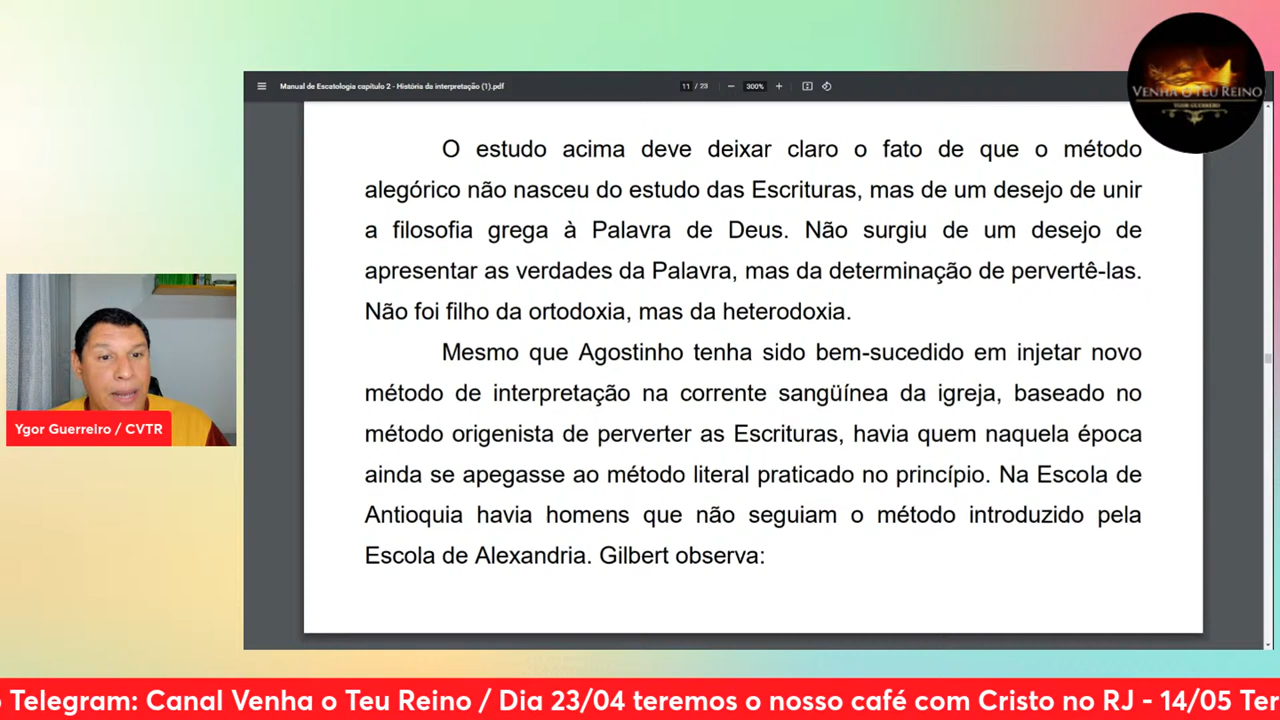 VENHA O TEU REINO
YGOR GUERREIRO
Manual de Escatologia capítulo 2 - História da interpretação (1).pdf
11 / 23
300%
O estudo acima deve deixar claro o fato de que o método
alegórico não nasceu do estudo das Escrituras, mas de um desejo de unir
a filosofia grega à Palavra de Deus. Não surgiu de um desejo de
apresentar as verdades da Palavra, mas da determinação de pervertê-las.
Não foi filho da ortodoxia, mas da heterodoxia.
Mesmo que Agostinho tenha sido bem-sucedido em injetar novo
método de interpretação na corrente sangüínea da igreja, baseado no
método origenista de perverter as Escrituras, havia quem naquela época
ainda se apegasse ao método literal praticado no princípio. Na Escola de
Antioquia havia homens que não seguiam o método introduzido pela
Escola de Alexandria. Gilbert observa:
Ygor Guerreiro / CVTR
o Telegram: Canal Venha o Teu Reino / Dia 23/04 teremos o nosso café com Cristo no RJ - 14/05 Ter